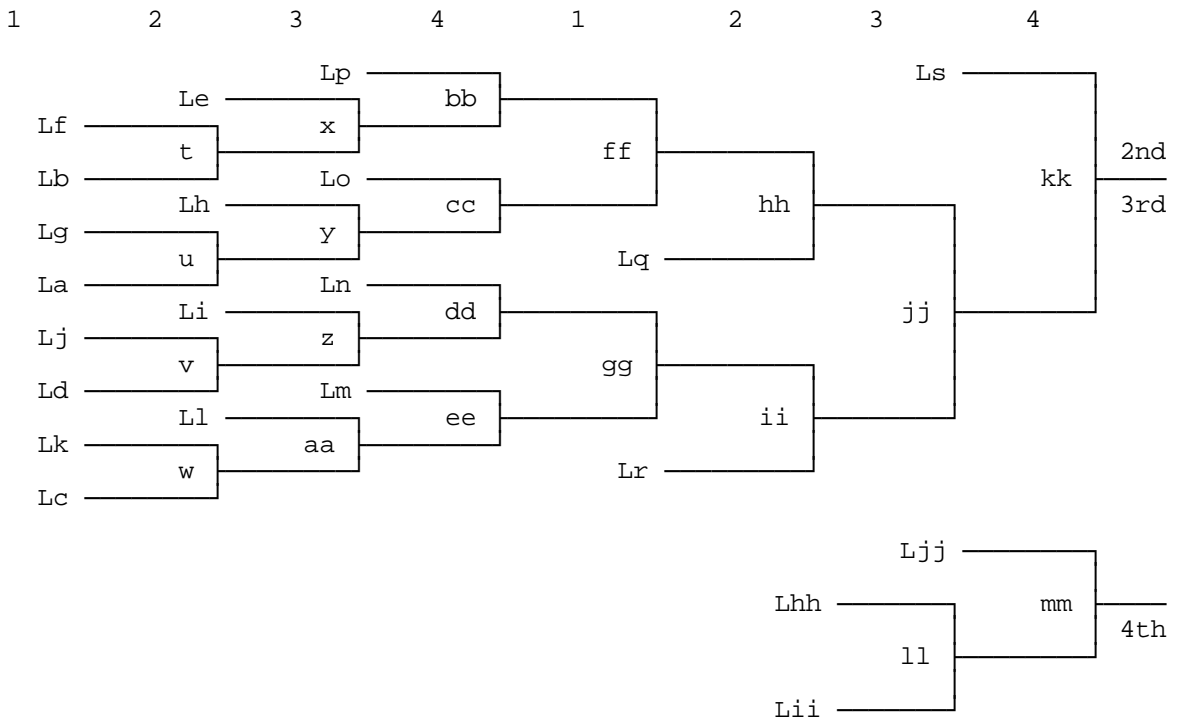 1 2 3 4 1 2 3 4
Lp Ls
Le bb
Lf x
t ff 2nd
Lb Lo kk
Lh cc hh 3rd
Lg y
u Lq
La Ln
Li dd jj
Lj z
v gg
Ld Lm
Ll ee ii
Lk aa
w Lr
Lc
Ljj
Lhh mm
4th
ll
Lii